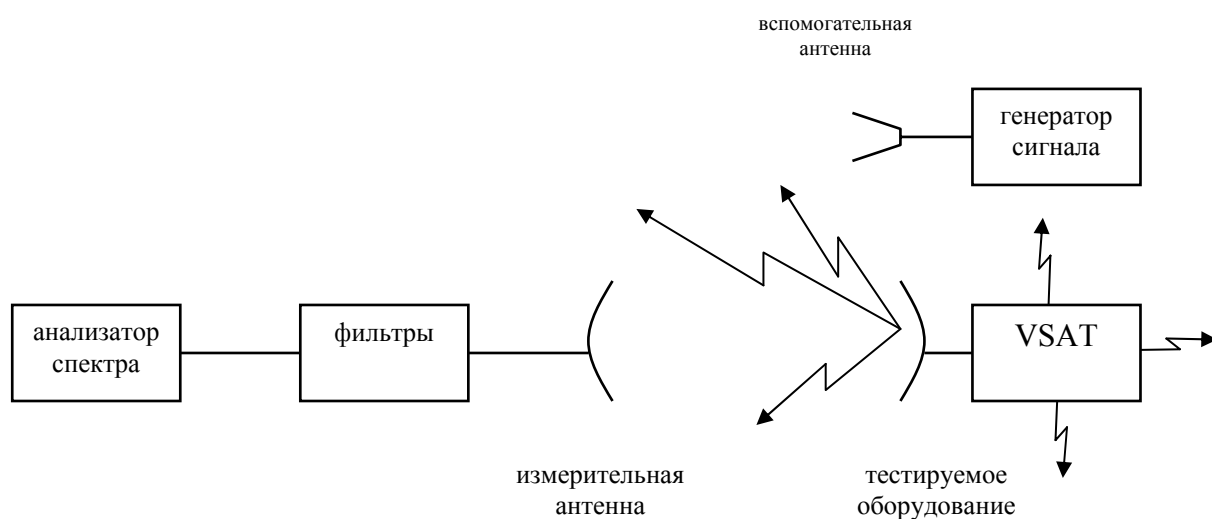 вспомогательная
антенна
генератор
сигнала
анализатор
спектра
фильтры
VSAT
измерительная
антенна
тестируемое
оборудование